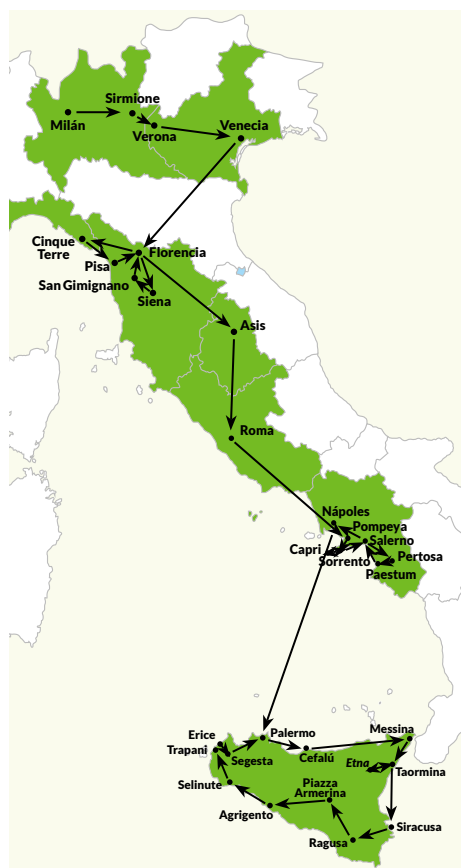 Sirmione
Milán
Verona
Venecia
Cinque
Terre
Florencia
Pisa
San Gimignano
Siena
Asis
Roma
Nápoles
Pompeya
Salerno
Capri
Sorrento
Pertosa
Paestum
Erice
Trapani
Segesta
Palermo
Cefalú
Messina
Etna
Taormina
Selinute
Piazza
Armerina
Agrigento
Siracusa
Ragusa